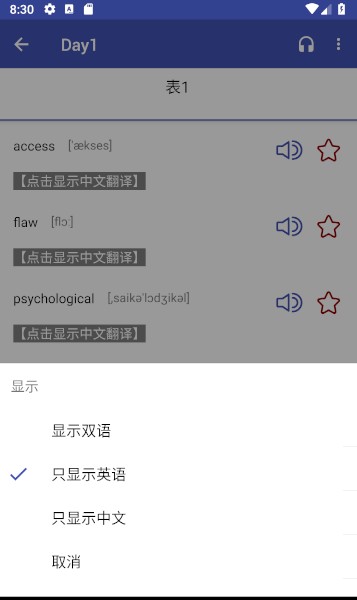 8:30
Day1
表1
access ['ækses]
【点击显示中文翻译】
flaw [flɔː]
【点击显示中文翻译】
psychological [ˌsaikə'lɔdʒikəl]
【点击显示中文翻译】
显示
显示双语
只显示英语
只显示中文
取消